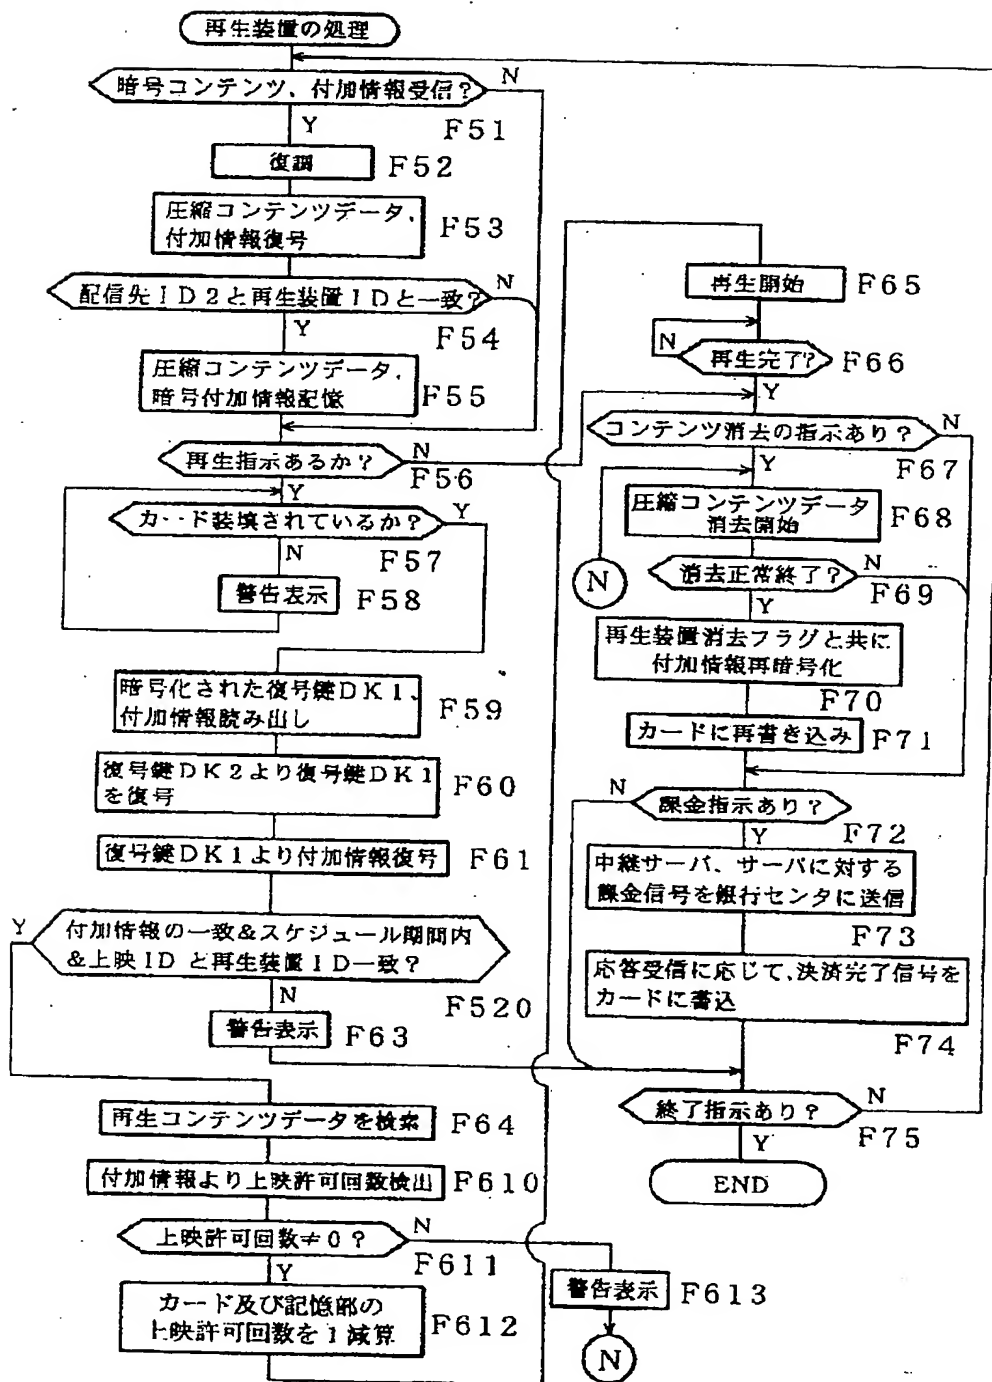 再生装置の処理
暗号コンテンツ、付加情報受信?
N
Y
F51
復調
F52
圧縮コンテンツデータ、
付加情報復号
F53
配信先ID2と再生装置IDと一致?
N
Y
F54
圧縮コンテンツデータ、
暗号付加情報記憶
F55
再生指示あるか?
N
F56
Y
カード装填されているか?
Y
F57
N
警告表示
F58
暗号化された復号鍵DK1、
付加情報読み出し
F59
復号鍵DK2より復号鍵DK1
を復号
F60
復号鍵DK1より付加情報復号
F61
Y
付加情報の一致&スケジュール期間内
&上映IDと再生装置ID一致?
N
F520
警告表示
F63
再生コンテンツデータを検索
F64
付加情報より上映許可回数検出
F610
上映許可回数≠0?
N
F611
Y
カード及び記憶部の
上映許可回数を1減算
F612
警告表示
F613
N
再生開始
F65
N
再生完了?
F66
Y
コンテンツ消去の指示あり?
N
F67
Y
圧縮コンテンツデータ
消去開始
F68
N
消去正常終了?
N
F69
Y
再生装置消去フラグと共に
付加情報再暗号化
F70
カードに再書き込み
F71
N
課金指示あり?
F72
Y
中継サーバ、サーバに対する
課金信号を銀行センタに送信
F73
応答受信に応じて、決済完了信号を
カードに書込
F74
終了指示あり?
N
F75
Y
END